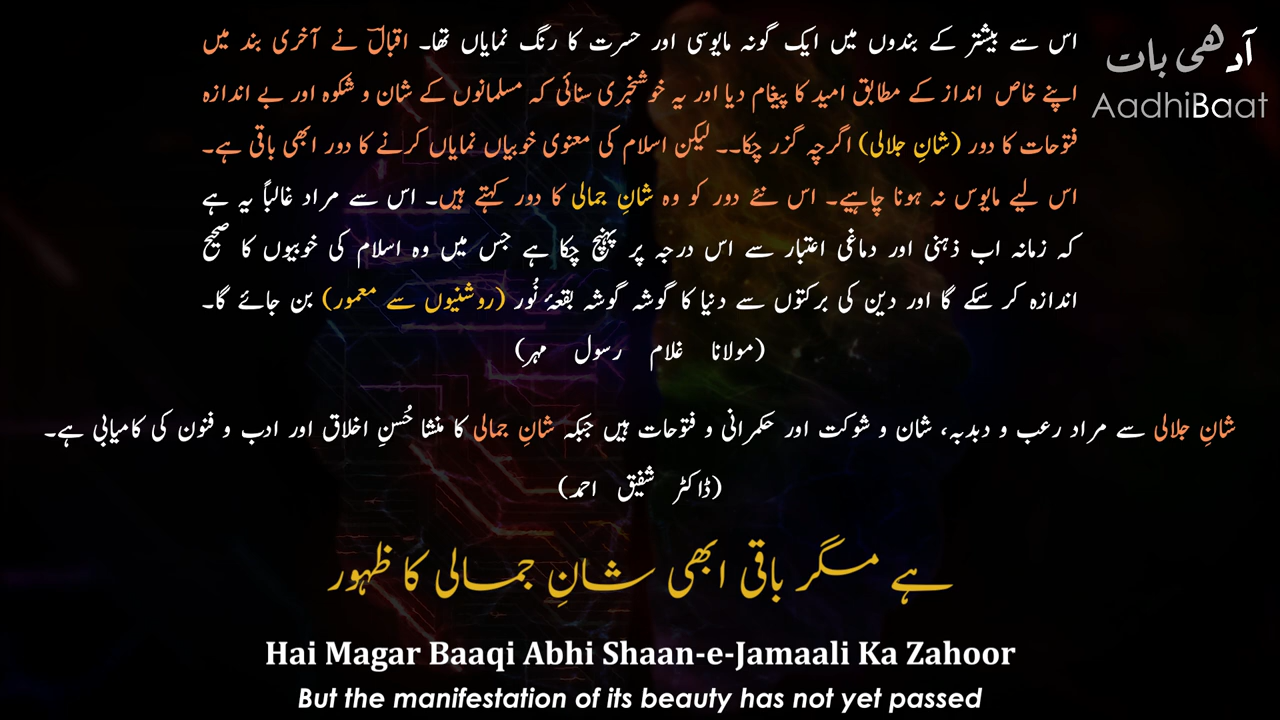 آدھی بات
AadhiBaat
اس سے بیشتر کے بندوں میں ایک گونہ مایوسی اور حسرت کا رنگ نمایاں تھا۔ اقبالؔ نے آخری بند میں
اپنے خاص انداز کے مطابق امید کا پیغام دیا اور یہ خوشخبری سنائی کہ مسلمانوں کے شان و شکوہ اور بے اندازہ
فتوحات کا دور (شانِ جلالی) اگرچہ گزر چکا۔۔ لیکن اسلام کی معنوی خوبیاں نمایاں کرنے کا دور ابھی باقی ہے۔
اس لیے مایوس نہ ہونا چاہیے۔ اس نئے دور کو وہ شانِ جمالی کا دور کہتے ہیں۔ اس سے مراد غالباً یہ ہے
کہ زمانہ اب ذہنی اور دماغی اعتبار سے اس درجہ پر پہنچ چکا ہے جس میں وہ اسلام کی خوبیوں کا صحیح
اندازہ کر سکے گا اور دین کی برکتوں سے دنیا کا گوشہ گوشہ بقعۂ نُور (روشنیوں سے معمور) بن جائے گا۔
(مولانا غلام رسول مہر)
شانِ جلالی سے مراد رعب و دبدبہ، شان و شوکت اور حکمرانی و فتوحات ہیں جبکہ شانِ جمالی کا منشا حُسنِ اخلاق اور ادب و فنون کی کامیابی ہے۔
(ڈاکٹر شفیق احمد)
ہے مگر باقی ابھی شانِ جمالی کا ظہور
Hai Magar Baaqi Abhi Shaan-e-Jamaali Ka Zahoor
But the manifestation of its beauty has not yet passed